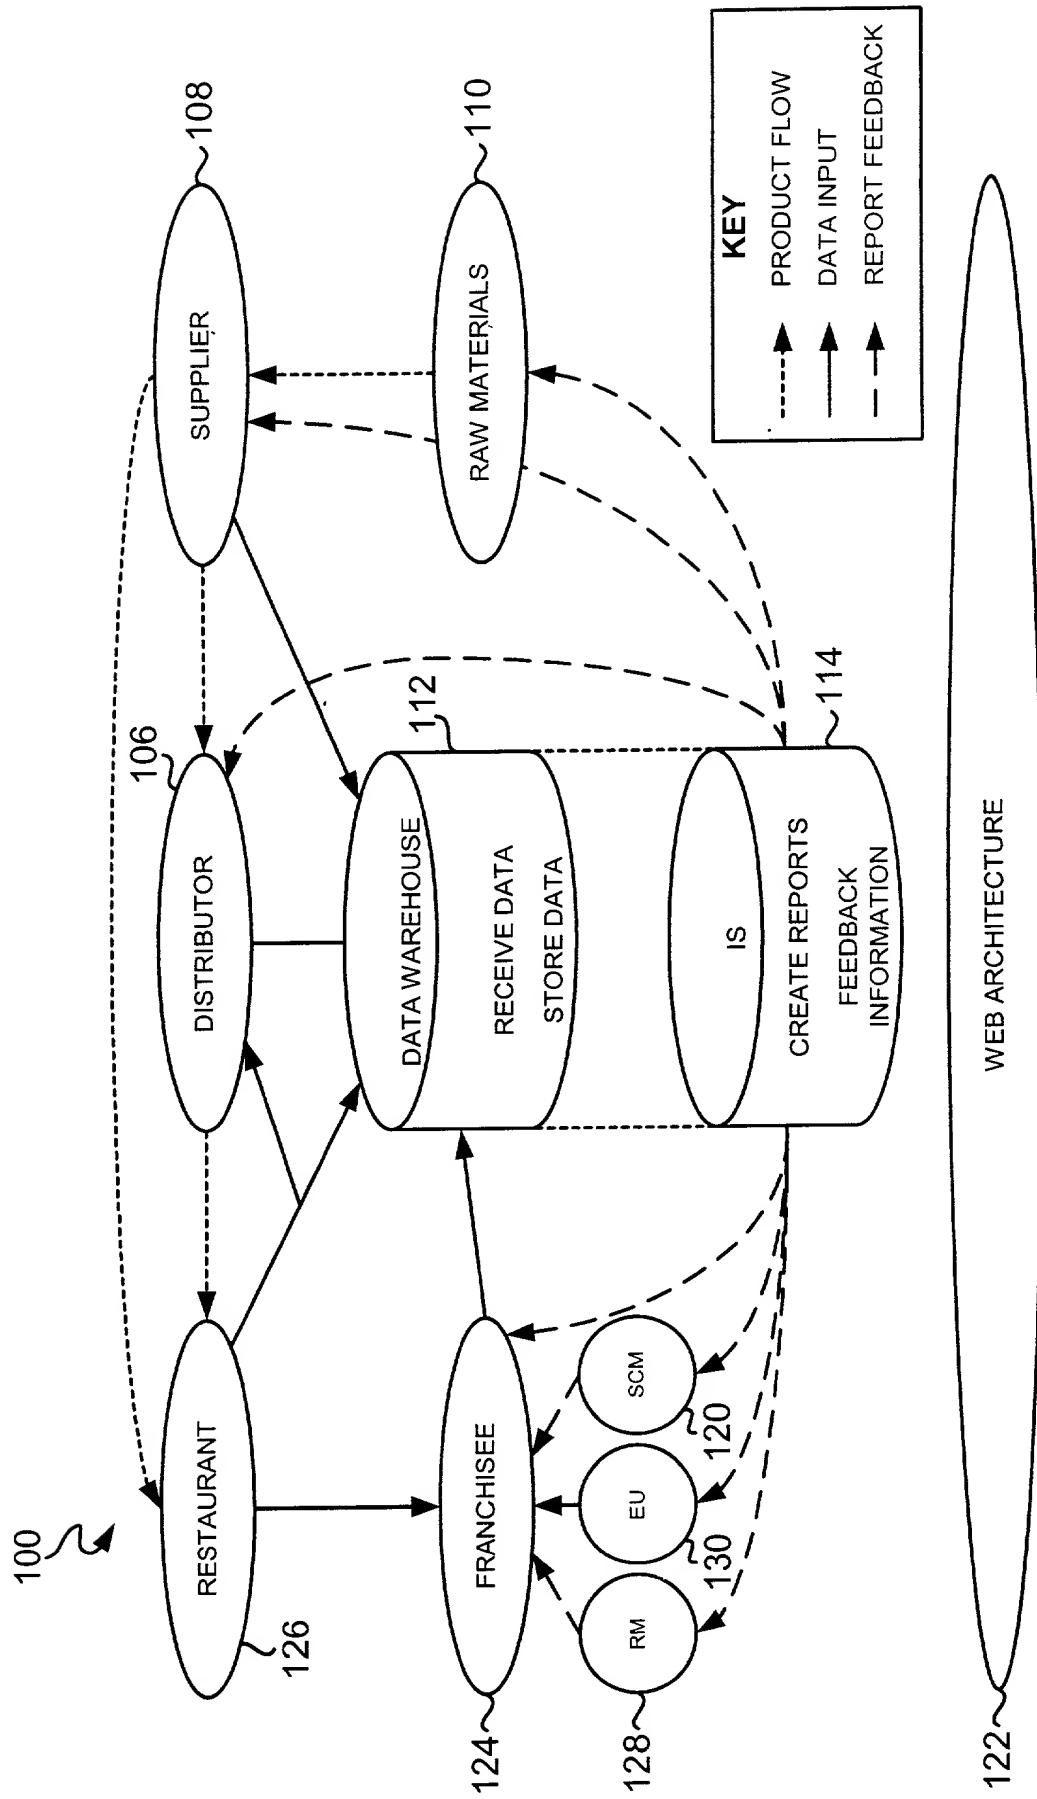 100
126
RESTAURANT
106
DISTRIBUTOR
108
SUPPLIER
124
FRANCHISEE
112
DATA WAREHOUSE
RECEIVE DATA
STORE DATA
110
RAW MATERIALS
128
RM
130
EU
120
SCM
114
IS
CREATE REPORTS
FEEDBACK
INFORMATION
KEY
PRODUCT FLOW
DATA INPUT
REPORT FEEDBACK
122
WEB ARCHITECTURE